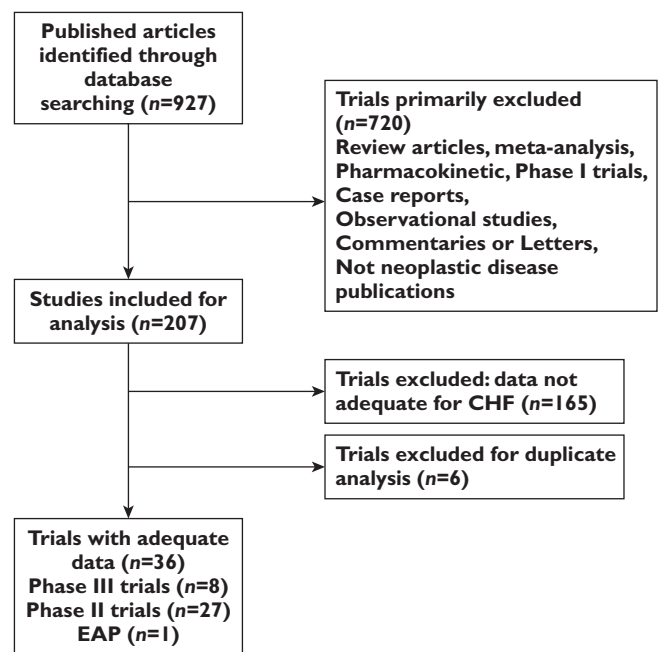 Published articles
identified through
database
searching (n=927)
Trials primarily excluded
(n=720)
Review articles, meta-analysis,
Pharmacokinetic, Phase I trials,
Case reports,
Observational studies,
Commentaries or Letters,
Not neoplastic disease
publications
Studies included for
analysis (n=207)
Trials excluded: data not
adequate for CHF (n=165)
Trials excluded for duplicate
analysis (n=6)
Trials with adequate
data (n=36)
Phase III trials (n=8)
Phase II trials (n=27)
EAP (n=1)